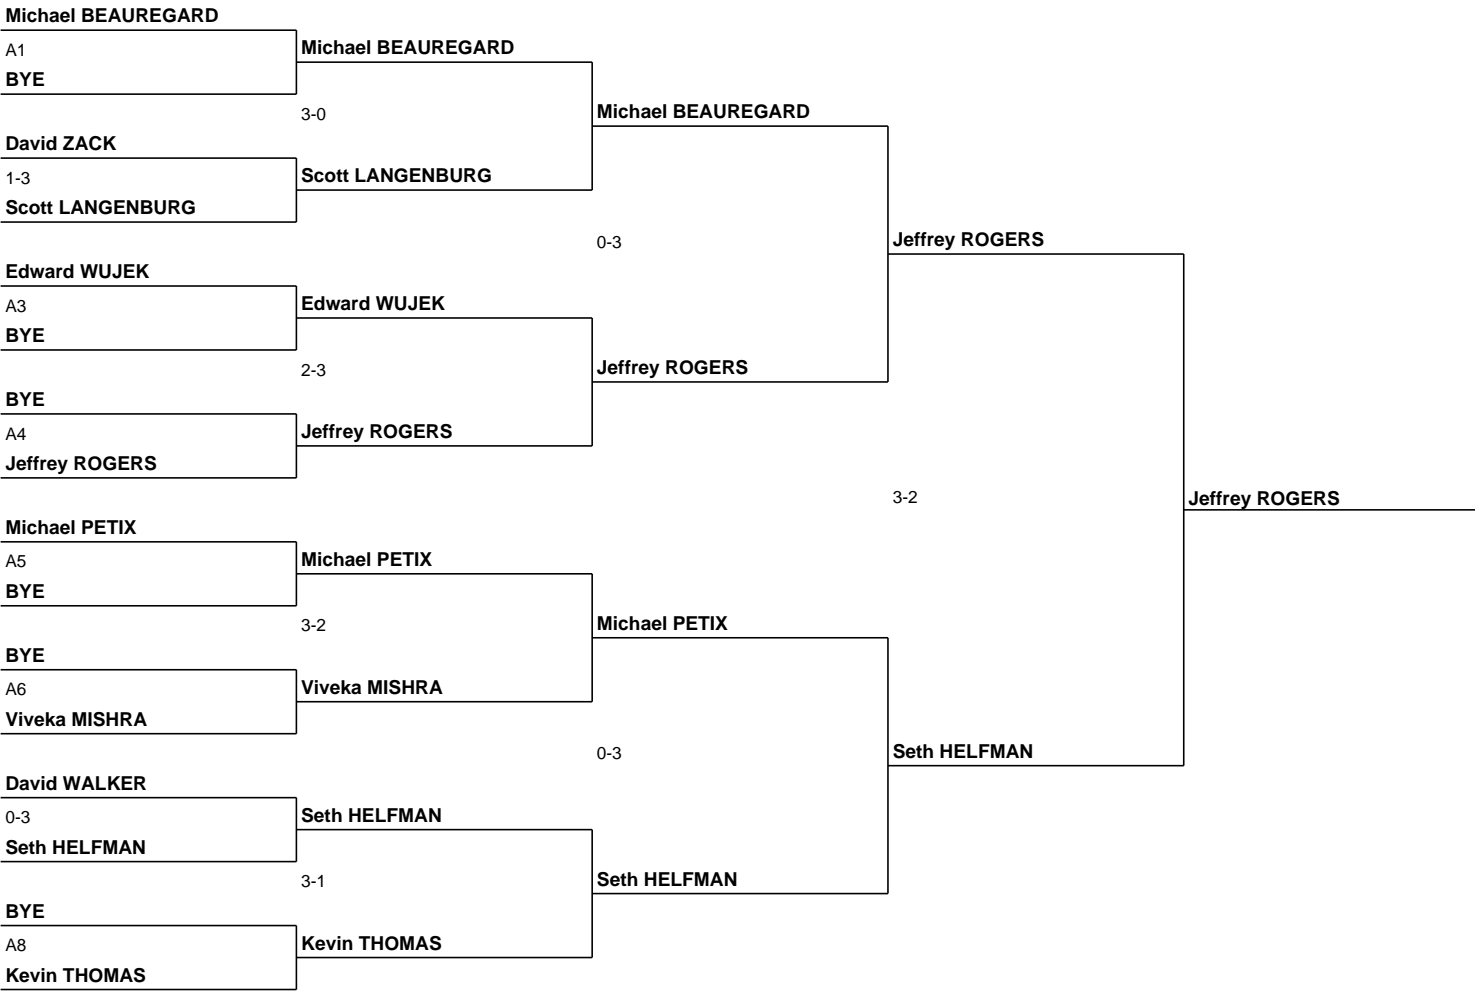 Michael BEAUREGARD
A1
BYE
David ZACK
1-3
Scott LANGENBURG
Edward WUJEK
A3
BYE
BYE
A4
Jeffrey ROGERS
Michael PETIX
A5
BYE
BYE
A6
Viveka MISHRA
David WALKER
0-3
Seth HELFMAN
BYE
A8
Kevin THOMAS
Michael BEAUREGARD
3-0
Scott LANGENBURG
Edward WUJEK
2-3
Jeffrey ROGERS
Michael PETIX
3-2
Viveka MISHRA
Seth HELFMAN
3-1
Kevin THOMAS
Michael BEAUREGARD
0-3
Jeffrey ROGERS
Michael PETIX
0-3
Seth HELFMAN
Jeffrey ROGERS
3-2
Seth HELFMAN
Jeffrey ROGERS